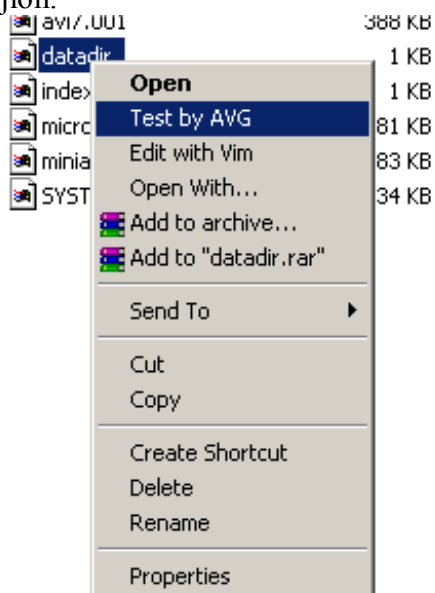 jion.
avi7.001 388 KB
datadir 1 KB
index 1 KB
micro 81 KB
minia 83 KB
SYST 34 KB
Open
Test by AVG
Edit with Vim
Open With...
Add to archive...
Add to "datadir.rar"
Send To
Cut
Copy
Create Shortcut
Delete
Rename
Properties